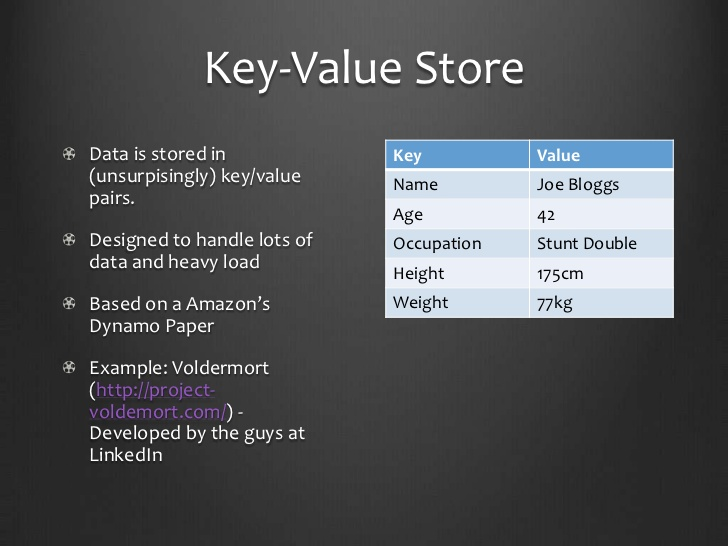 Key-Value Store
Data is stored in
(unsurpisingly) key/value
pairs.
Designed to handle lots of
data and heavy load
Based on a Amazon's
Dynamo Paper
Example: Voldermort
(http://project-
voldemort.com/) -
Developed by the guys at
LinkedIn
Key Value
Name Joe Bloggs
Age 42
Occupation Stunt Double
Height 175cm
Weight 77kg